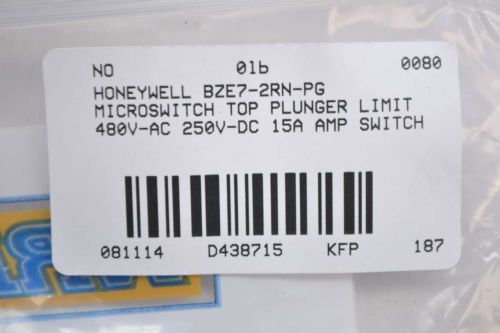 NO 01b 0080
HONEYWELL BZE7-2RN-PG
MICROSWITCH TOP PLUNGER LIMIT
480V-AC 250V-DC 15A AMP SWITCH
081114 D438715 KFP 187